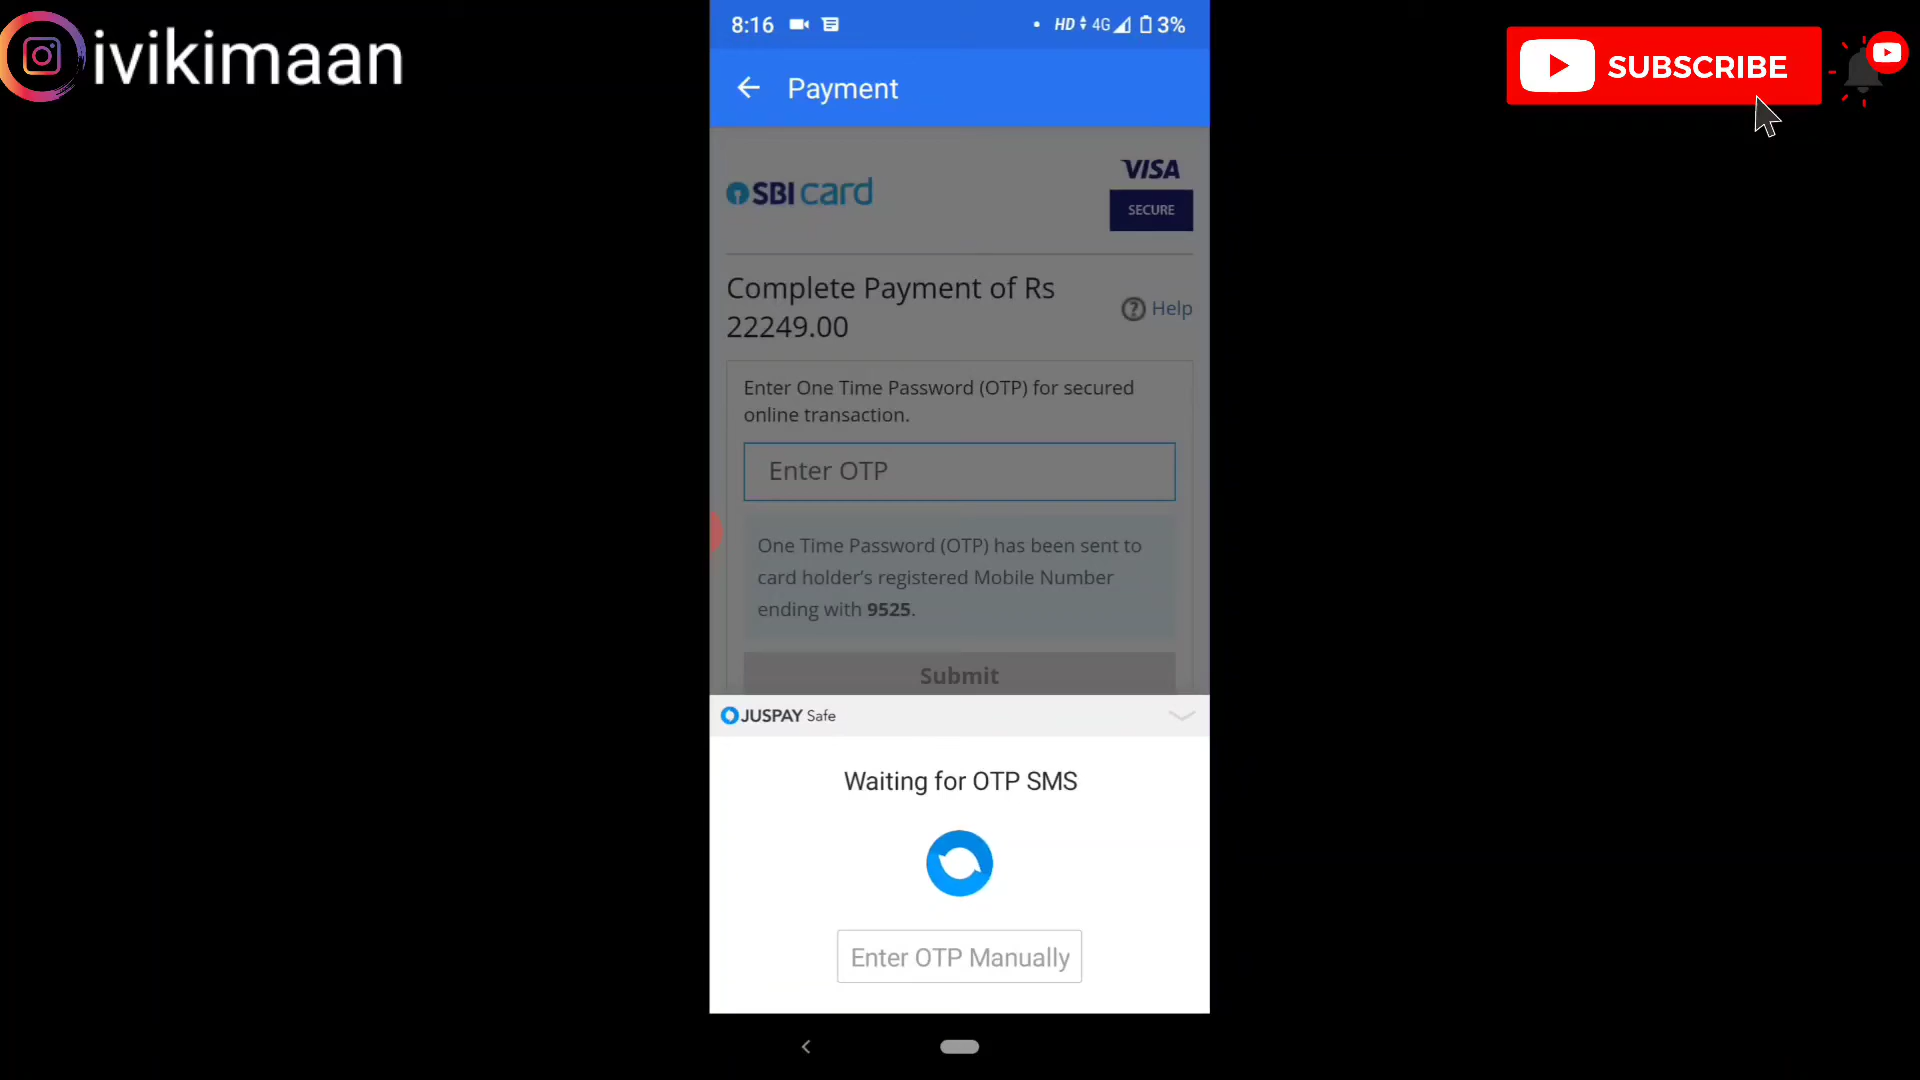 ivikimaan
SUBSCRIBE
8:16
HD 4G 3%
Payment
SBI card
VISA
SECURE
Complete Payment of Rs
22249.00
Help
Enter One Time Password (OTP) for secured
online transaction.
Enter OTP
One Time Password (OTP) has been sent to
card holder's registered Mobile Number
ending with 9525.
Submit
JUSPAY Safe
Waiting for OTP SMS
Enter OTP Manually